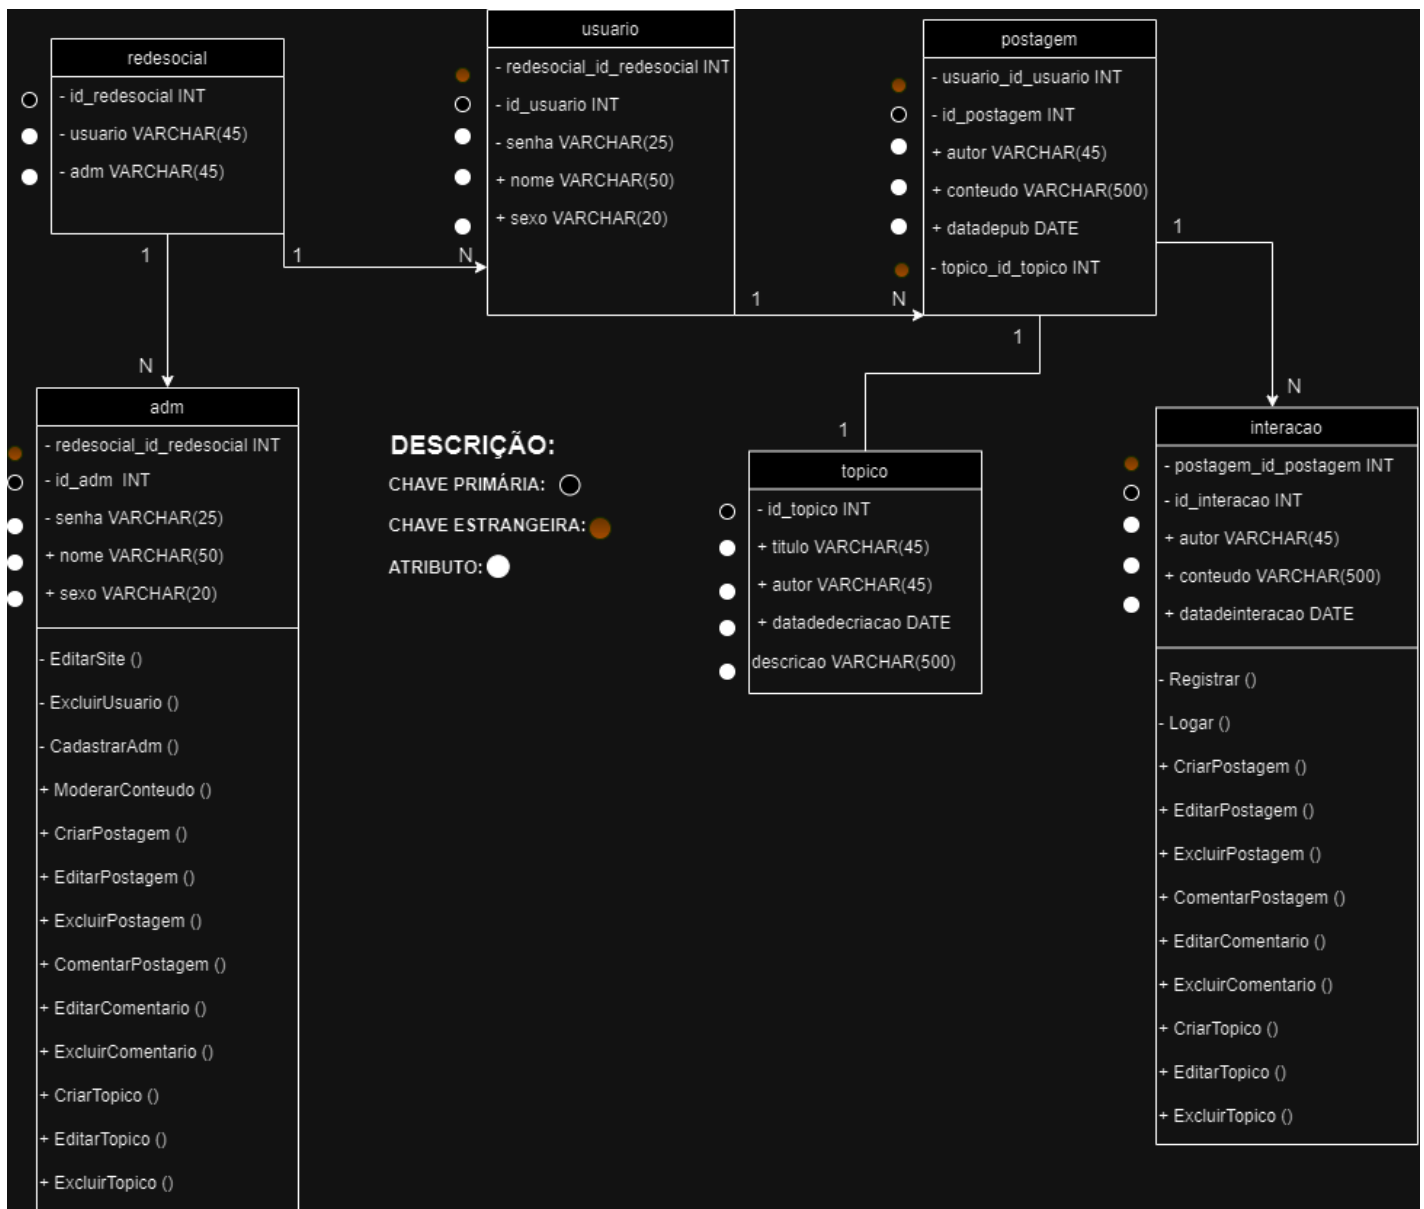 redesocial
- id_redesocial INT
- usuario VARCHAR(45)
- adm VARCHAR(45)
1
1
N
N
usuario
- redesocial_id_redesocial INT
- id_usuario INT
- senha VARCHAR(25)
+ nome VARCHAR(50)
+ sexo VARCHAR(20)
1
N
postagem
- usuario_id_usuario INT
- id_postagem INT
+ autor VARCHAR(45)
+ conteudo VARCHAR(500)
+ datadepub DATE
- topico_id_topico INT
1
N
1
1
adm
- redesocial_id_redesocial INT
- id_adm INT
- senha VARCHAR(25)
+ nome VARCHAR(50)
+ sexo VARCHAR(20)
- EditarSite ()
- ExcluirUsuario ()
- CadastrarAdm ()
+ ModerarConteudo ()
+ CriarPostagem ()
+ EditarPostagem ()
+ ExcluirPostagem ()
+ ComentarPostagem ()
+ EditarComentario ()
+ ExcluirComentario ()
+ CriarTopico ()
+ EditarTopico ()
+ ExcluirTopico ()
DESCRIÇÃO:
CHAVE PRIMÁRIA:
CHAVE ESTRANGEIRA:
ATRIBUTO:
topico
- id_topico INT
+ titulo VARCHAR(45)
+ autor VARCHAR(45)
+ datadedecriacao DATE
descricao VARCHAR(500)
interacao
- postagem_id_postagem INT
- id_interacao INT
+ autor VARCHAR(45)
+ conteudo VARCHAR(500)
+ datadeinteracao DATE
- Registrar ()
- Logar ()
+ CriarPostagem ()
+ EditarPostagem ()
+ ExcluirPostagem ()
+ ComentarPostagem ()
+ EditarComentario ()
+ ExcluirComentario ()
+ CriarTopico ()
+ EditarTopico ()
+ ExcluirTopico ()